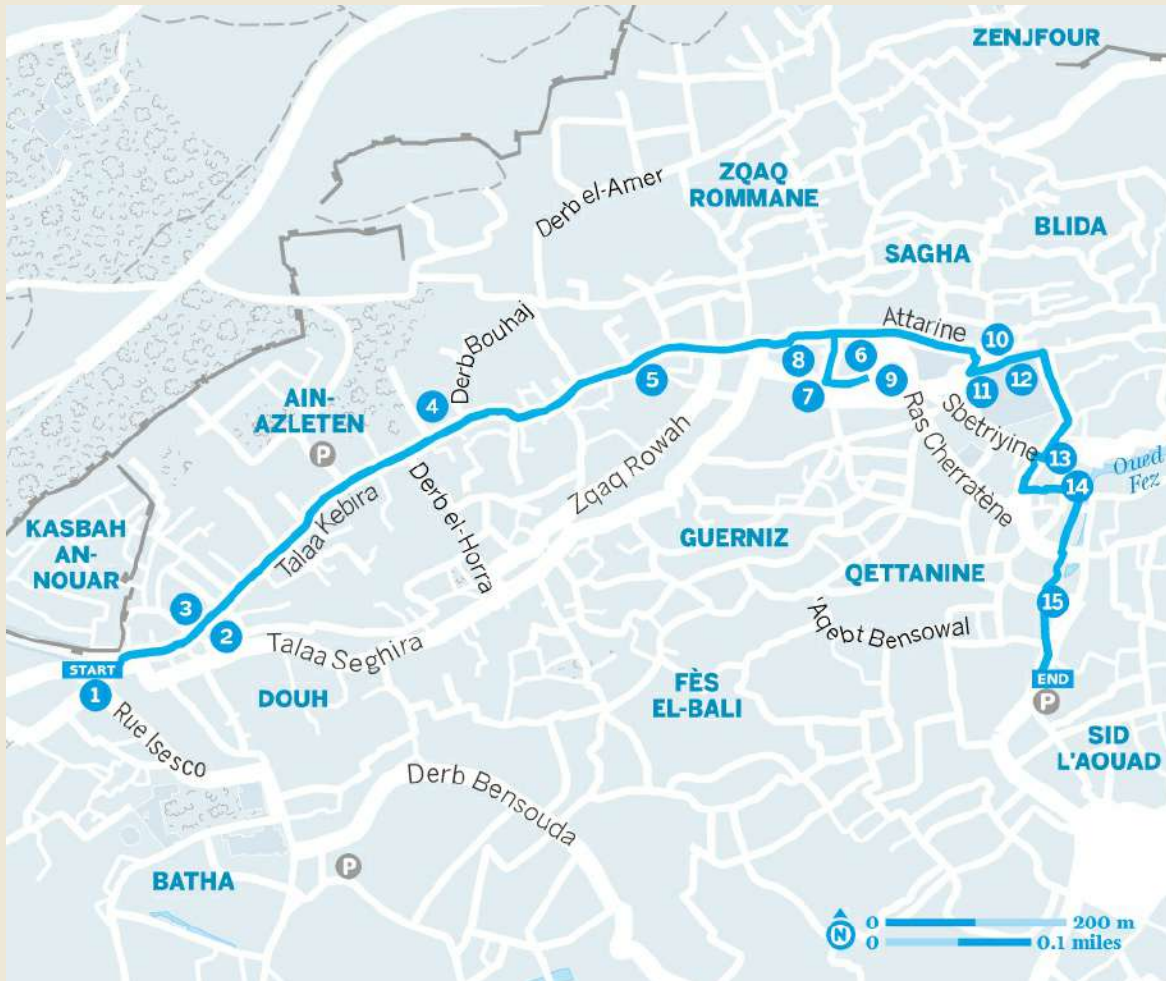 ZENJFOUR
ZQAQ
ROMMANE
Derb el-Amer
BLIDA
SAGHA
Attarine
10
Derb Bouhaj
8
6
5
12
11
9
7
AIN-
AZLETEN
4
P
Sbetriyine
Ras Cherratène
13
Oued
Fez
14
Zqaq Rowah
Derb el-Horra
Talaa Kebira
KASBAH
AN-
NOUAR
GUERNIZ
QETTANINE
15
'Aqebt Bensowal
3
2
Talaa Seghira
START
1
DOUH
FÈS
EL-BALI
END
P
SID
L'AOUAD
Rue Isesco
Derb Bensouda
P
BATHA
N
0 200 m
0 0.1 miles